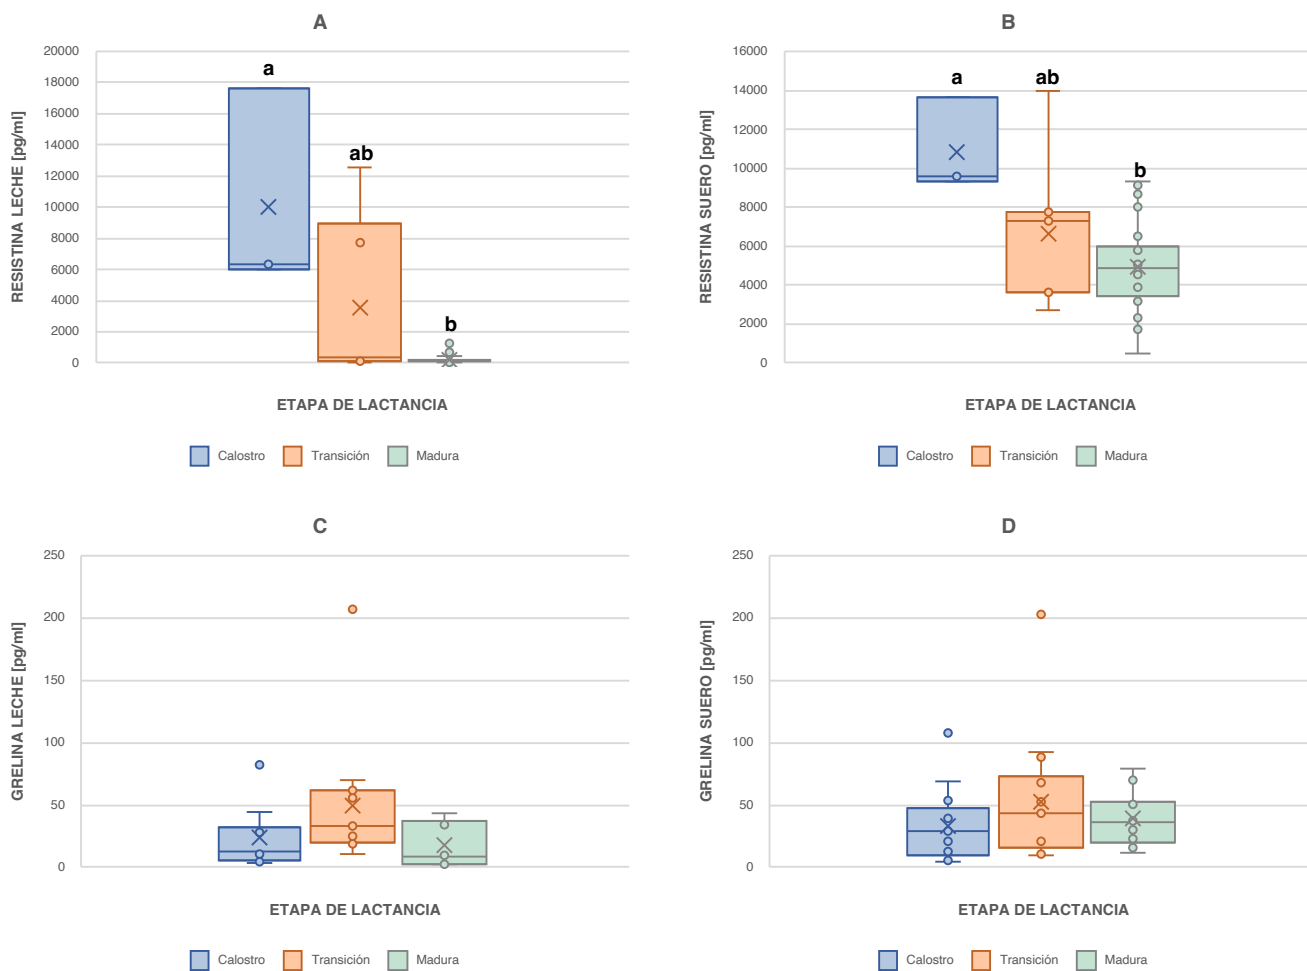 A
RESISTINA LECHE [pg/ml]
20000
18000
16000
14000
12000
10000
8000
6000
4000
2000
0
a
ab
b
ETAPA DE LACTANCIA
Calostro Transición Madura
B
RESISTINA SUERO [pg/ml]
16000
14000
12000
10000
8000
6000
4000
2000
0
a
ab
b
ETAPA DE LACTANCIA
Calostro Transición Madura
C
GRELINA LECHE [pg/ml]
250
200
150
100
50
0
ETAPA DE LACTANCIA
Calostro Transición Madura
D
GRELINA SUERO [pg/ml]
250
200
150
100
50
0
ETAPA DE LACTANCIA
Calostro Transición Madura